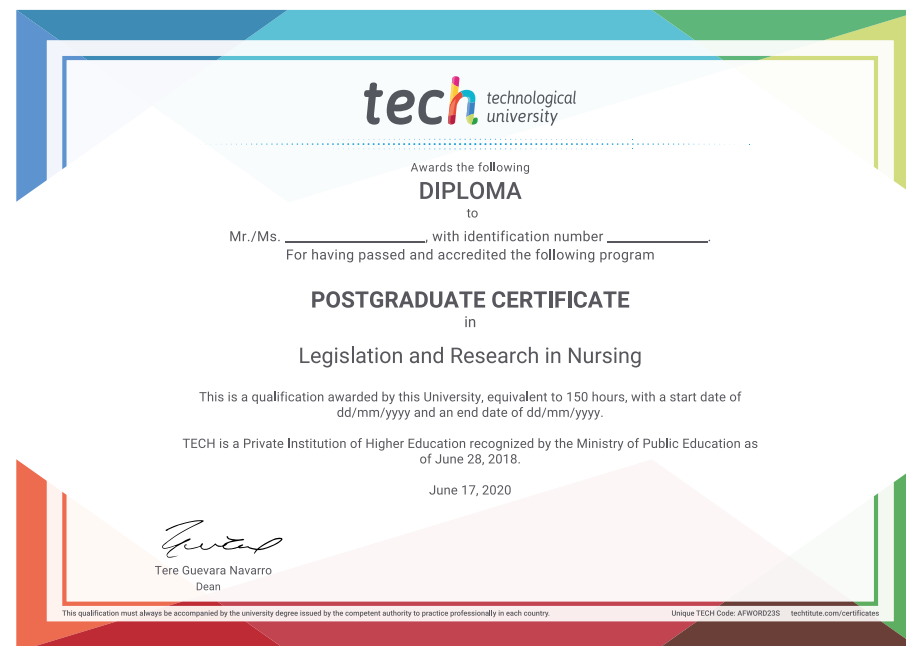 tech technological
university
Awards the following
DIPLOMA
to
Mr./Ms. ____________________, with identification number ______________.
For having passed and accredited the following program
POSTGRADUATE CERTIFICATE
in
Legislation and Research in Nursing
This is a qualification awarded by this University, equivalent to 150 hours, with a start date of
dd/mm/yyyy and an end date of dd/mm/yyyy.
TECH is a Private Institution of Higher Education recognized by the Ministry of Public Education as
of June 28, 2018.
June 17, 2020
Tere Guevara Navarro
Dean
This qualification must always be accompanied by the university degree issued by the competent authority to practice professionally in each country.
Unique TECH Code: AFWORD23S techtitute.com/certificates